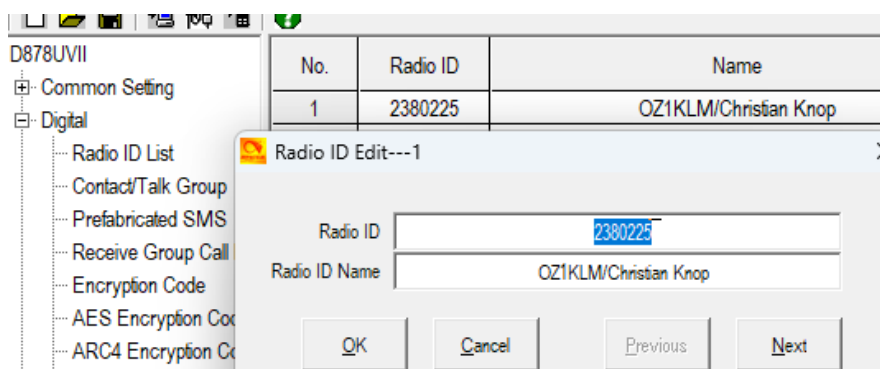 D878UVII
Common Setting
Digital
Radio ID List
Contact/Talk Group
Prefabricated SMS
Receive Group Call
Encryption Code
AES Encryption
ARC4 Encryption
No. Radio ID Name
1 2380225 OZ1KLM/Christian Knop
Radio ID Edit---1
Radio ID 2380225
Radio ID Name OZ1KLM/Christian Knop
OK Cancel Previous Next